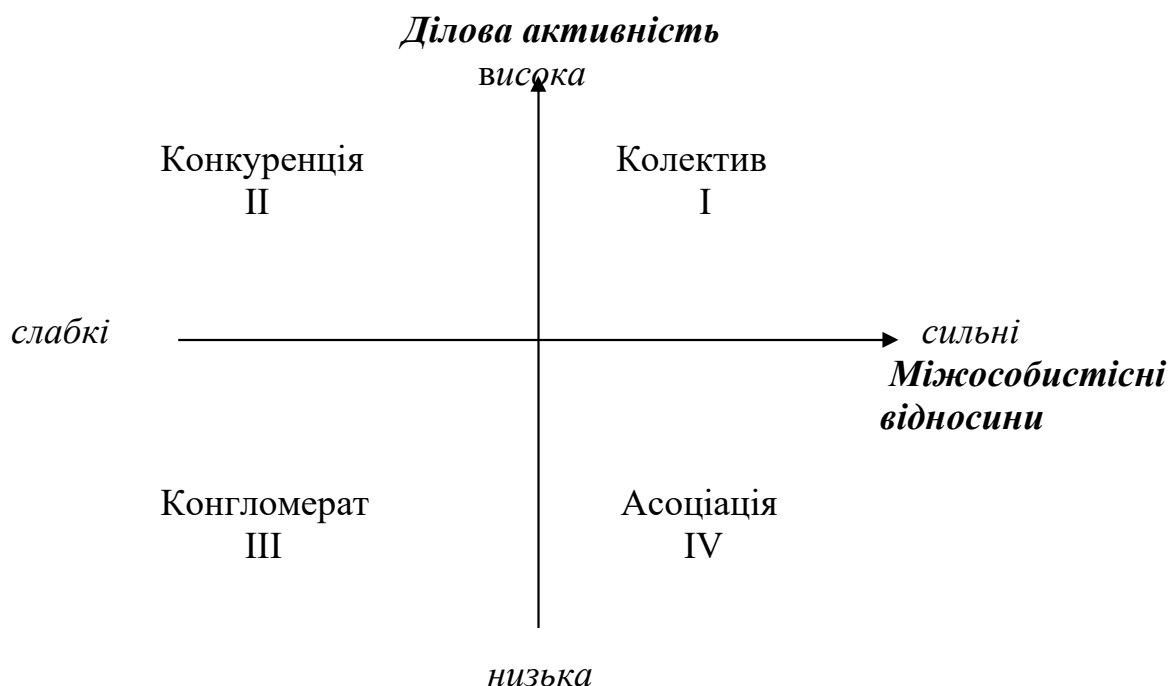 Ділова активність
висока
Конкуренція
II
Колектив
I
слабкі
сильні
Міжособистісні
відносини
Конгломерат
III
Асоціація
IV
низька